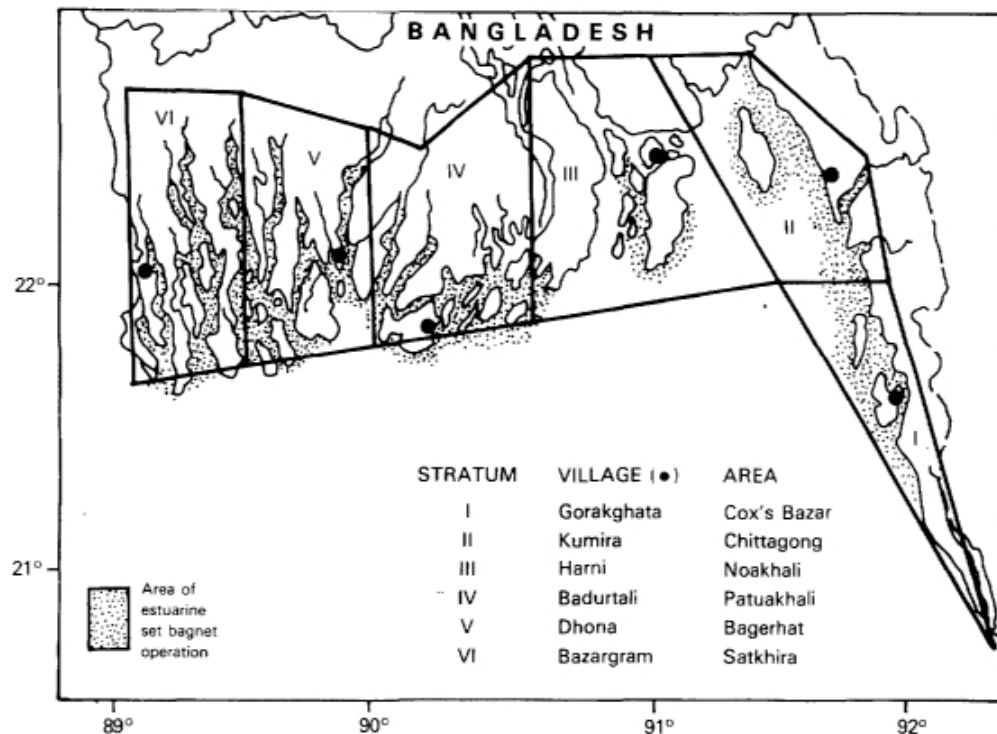 BANGLADESH
VI
V
IV
III
II
I
22°
21°
STRATUM VILLAGE (●) AREA
I Gorakghata Cox's Bazar
II Kumira Chittagong
III Harni Noakhali
IV Badurtali Patuakhali
V Dhona Bagerhat
VI Bazargram Satkhira
Area of
estuarine
set bagnet
operation
89° 90° 91° 92°